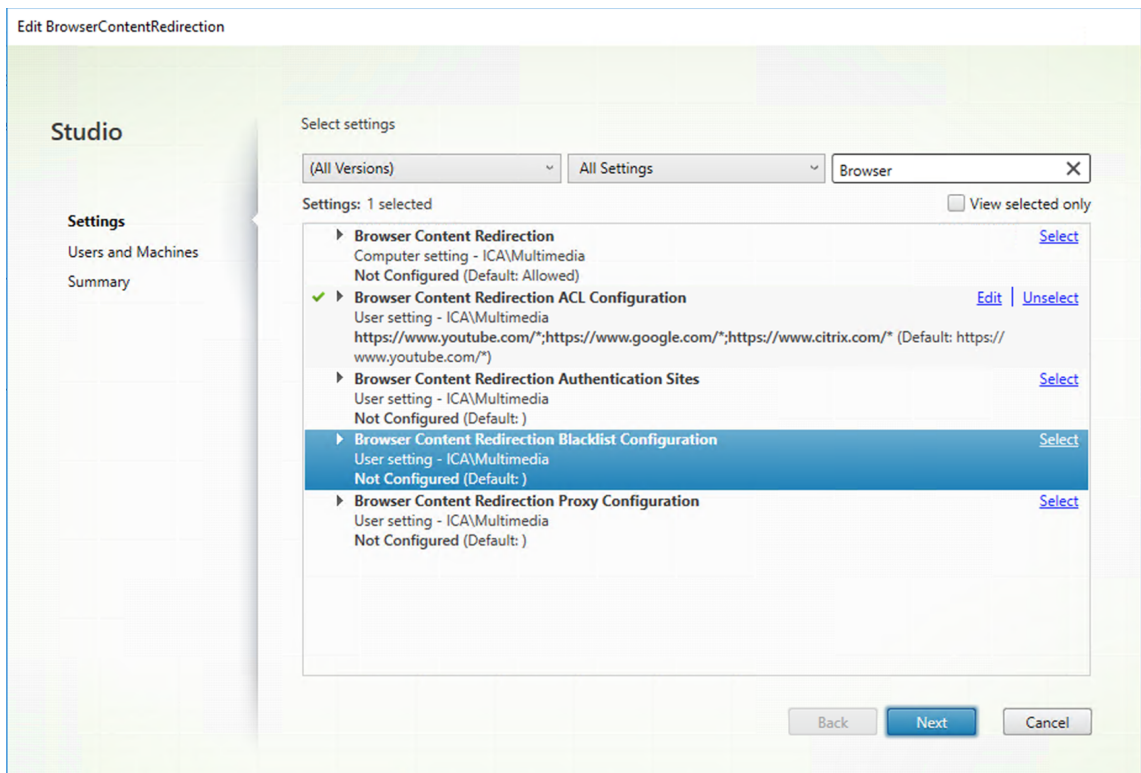 Edit BrowserContentRedirection
Studio
Settings
Users and Machines
Summary
Select settings
(All Versions)
All Settings
Browser
Settings: 1 selected
View selected only
Browser Content Redirection
Select
Computer setting - ICA\Multimedia
Not Configured (Default: Allowed)
Browser Content Redirection ACL Configuration
Edit | Unselect
User setting - ICA\Multimedia
https://www.youtube.com/*;https://www.google.com/*;https://www.citrix.com/* (Default: https://
www.youtube.com/*)
Browser Content Redirection Authentication Sites
Select
User setting - ICA\Multimedia
Not Configured (Default: )
Browser Content Redirection Blacklist Configuration
Select
User setting - ICA\Multimedia
Not Configured (Default: )
Browser Content Redirection Proxy Configuration
Select
User setting - ICA\Multimedia
Not Configured (Default: )
Back
Next
Cancel